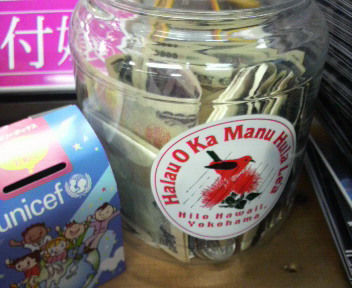 付
Halau O Ka Manu Hula Lea
Hilo Hawaii,
Yokohama
unicef